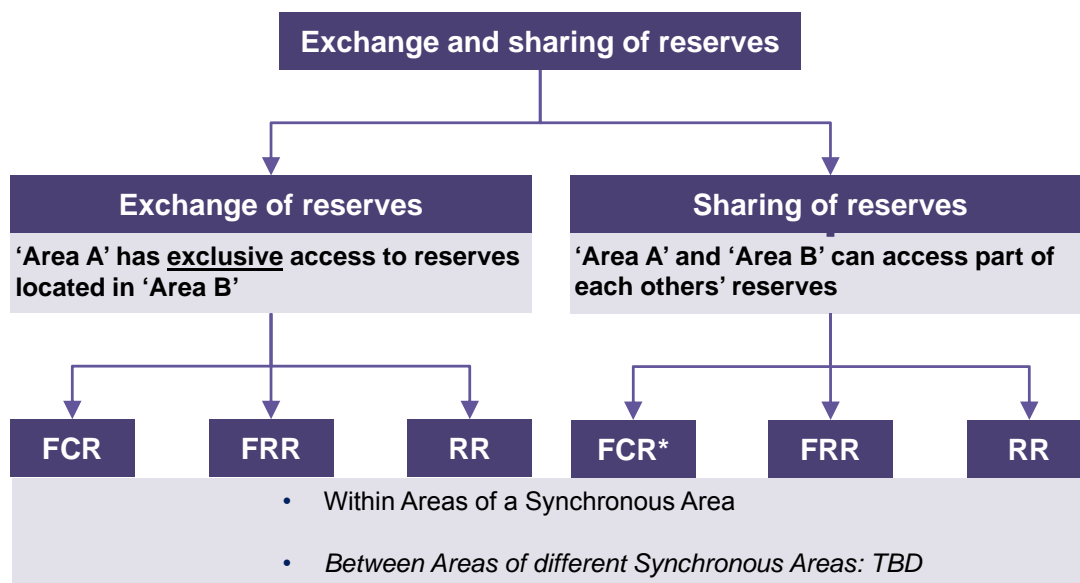 Exchange and sharing of reserves
Exchange of reserves
Sharing of reserves
‘Area A’ has exclusive access to reserves
located in ‘Area B’
‘Area A’ and ‘Area B’ can access part of
each others’ reserves
FCR
FRR
RR
FCR*
FRR
RR
• Within Areas of a Synchronous Area
• Between Areas of different Synchronous Areas: TBD